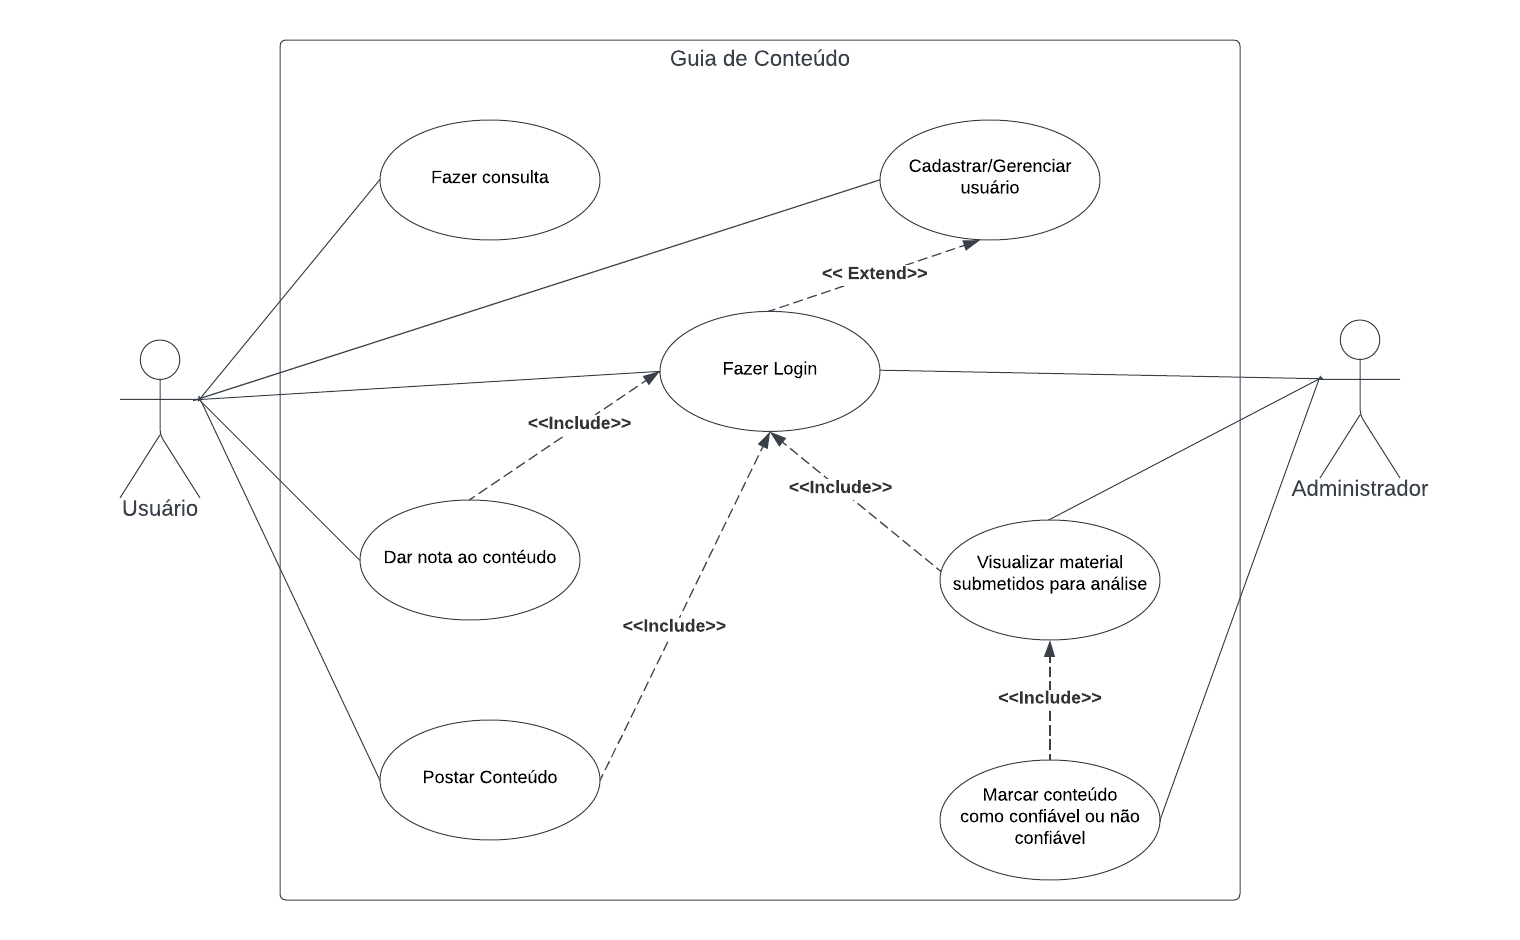 Guia de Conteúdo
Fazer consulta
Cadastrar/Gerenciar
usuário
<< Extend>>
Fazer Login
<<Include>>
<<Include>>
Usuário
Administrador
Dar nota ao contéudo
Visualizar material
submetidos para análise
<<Include>>
<<Include>>
Postar Conteúdo
Marcar conteúdo
como confiável ou não
confiável